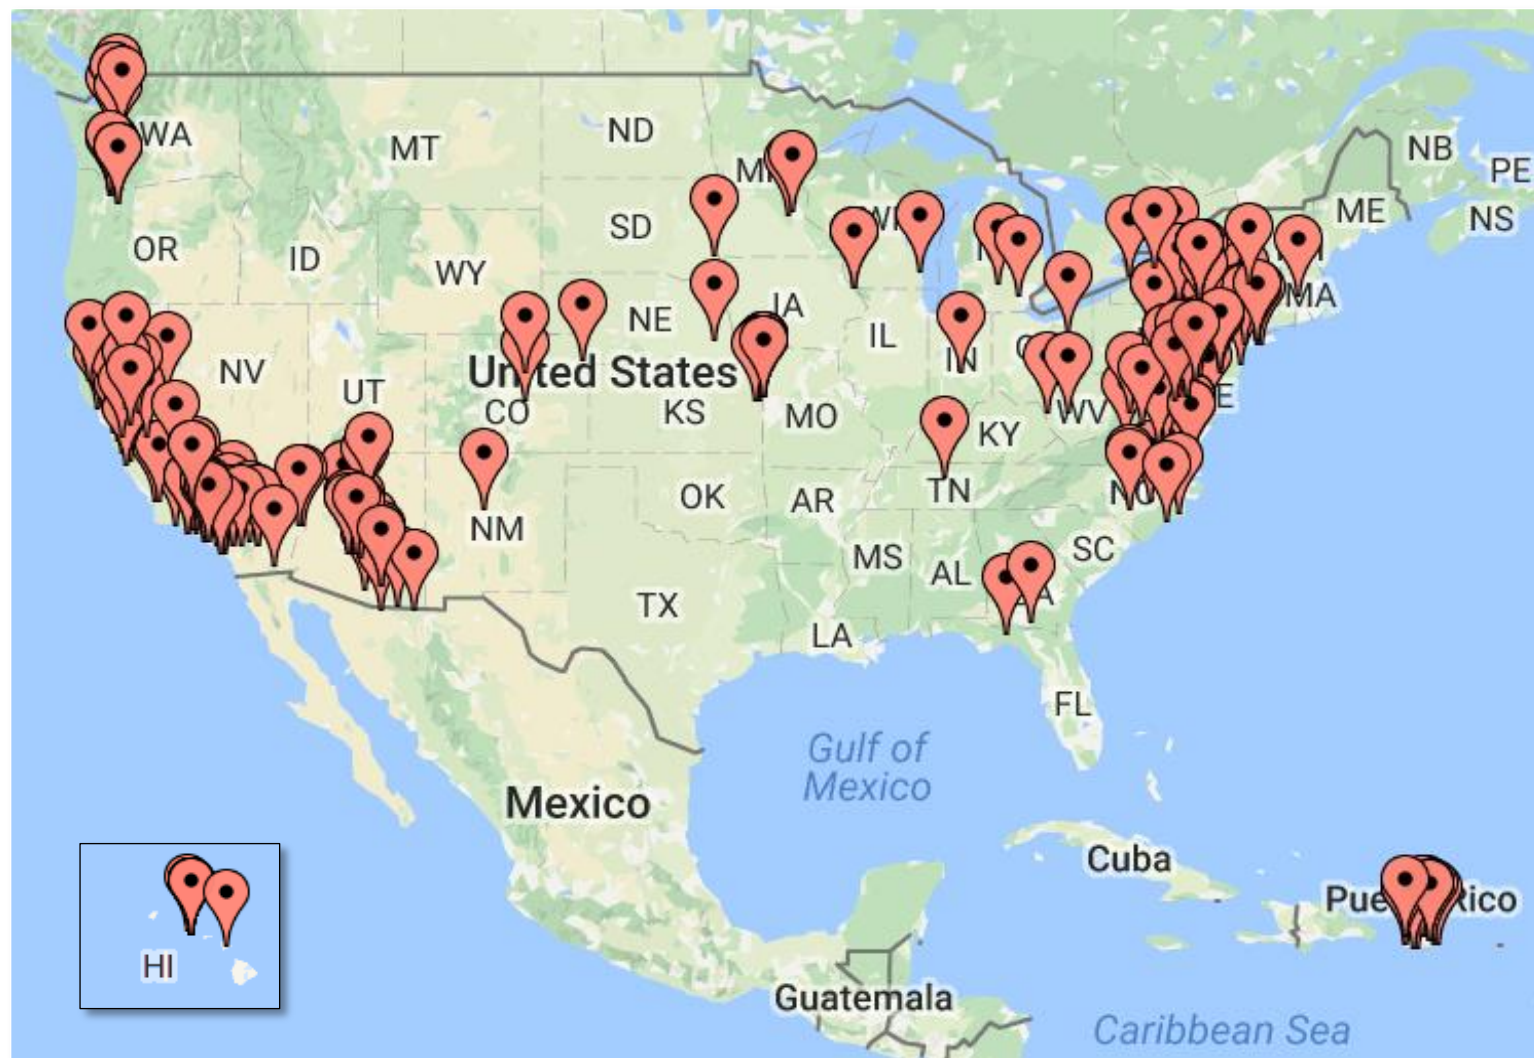 NB
ND
WA
MT
PE
ME
NS
SD
OR
ID
WY
MA
IA
NE
IL
IN
NV
United States
UT
CO
KS
MO
WV
KY
OK
AR
TN
NM
SC
MS
AL
TX
LA
FL
Gulf of
Mexico
Mexico
Cuba
HI
Guatemala
Caribbean Sea